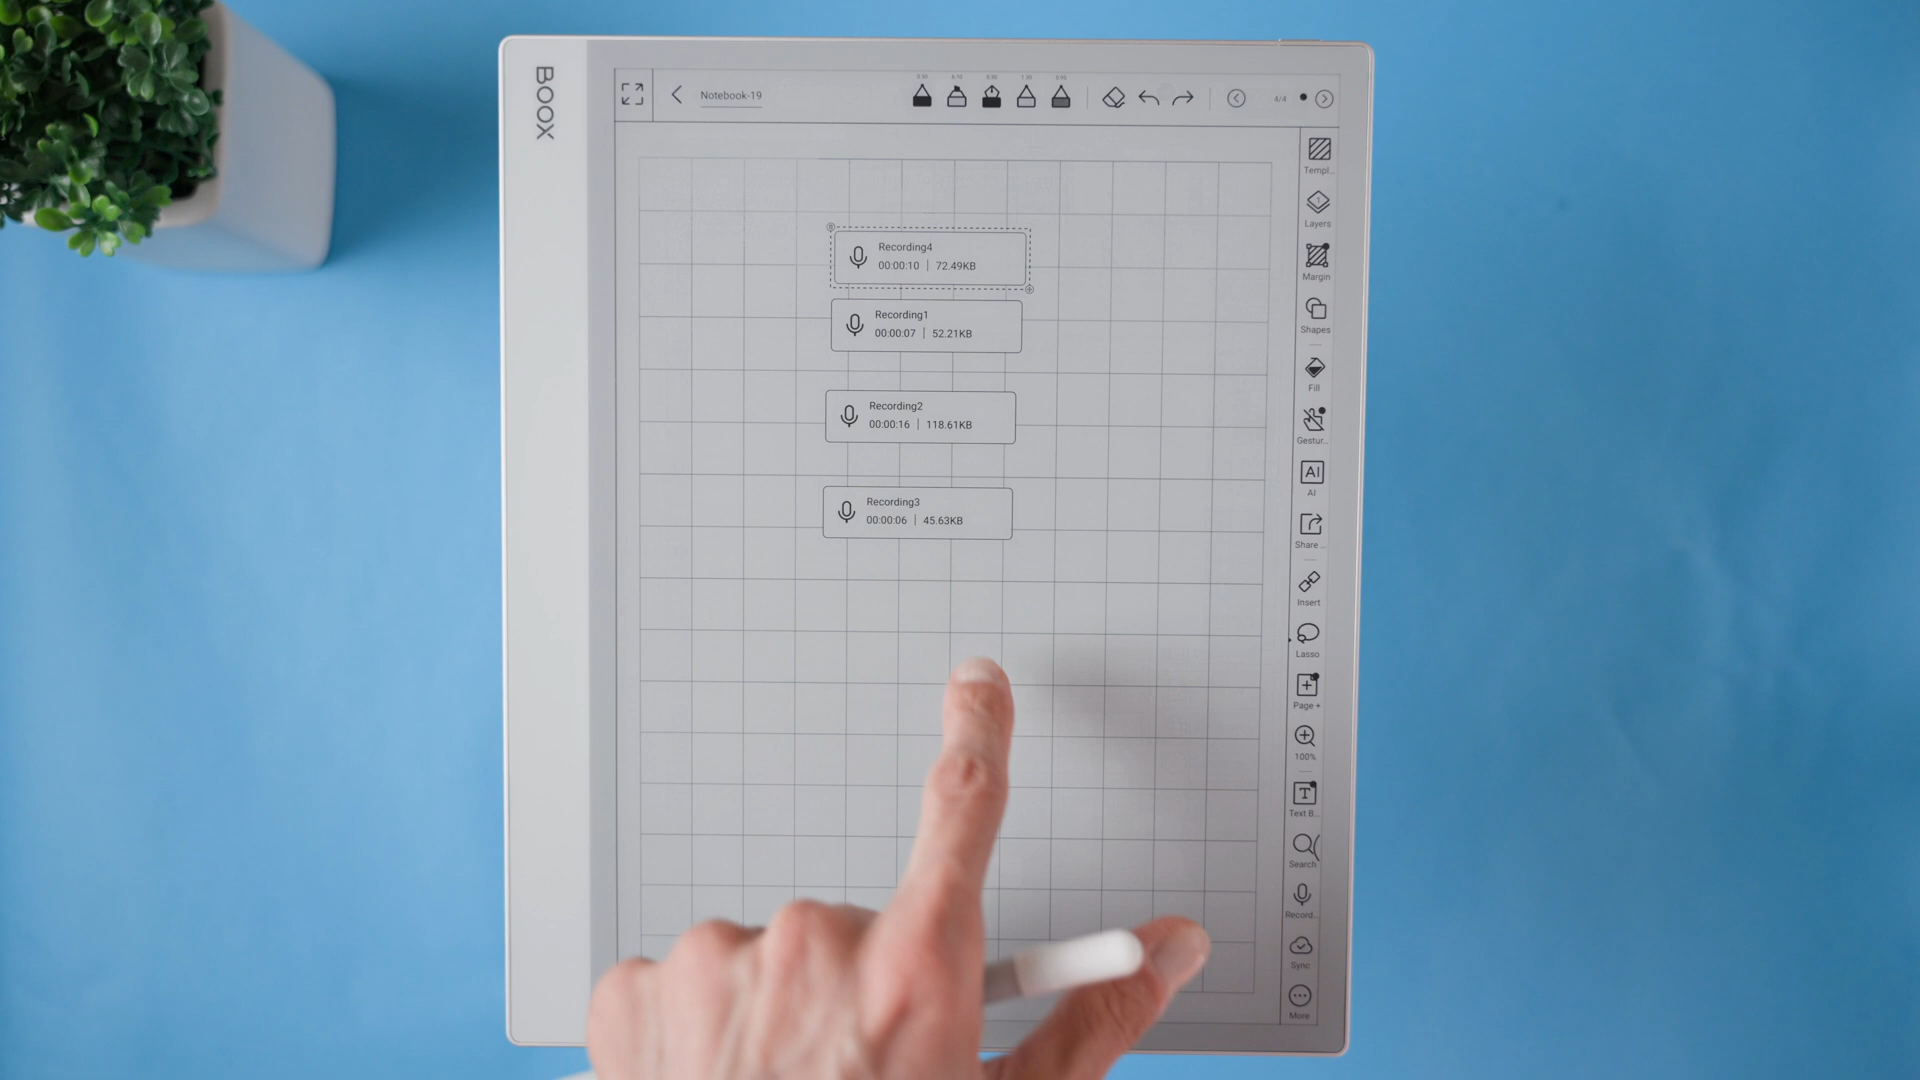 BOOX
Notebook-19
4/4
Recording4
00:00:10 | 72.49KB
Recording1
00:00:07 | 52.21KB
Recording2
00:00:16 | 118.61KB
Recording3
00:00:06 | 45.63KB
Templ...
1
Layers
Margin
Shapes
Fill
Gestur...
AI
AI
Share ...
Insert
Lasso
Page +
100%
T
Text B...
Search
Record...
Sync
More